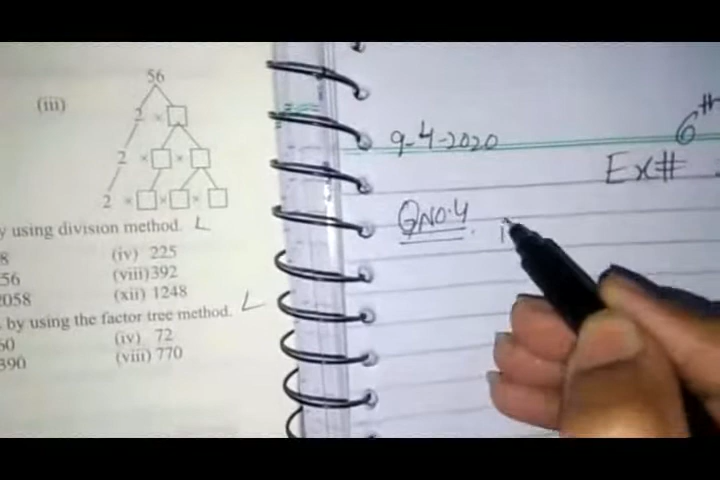 56
(iii)
2 ×
2 × ×
2 × × ×
by using division method. L
8 (iv) 225
56 (viii) 392
2058 (xii) 1248
by using the factor tree method. L
60 (iv) 72
390 (viii) 770
9-4-2020
6th
Ex#
QNO.4